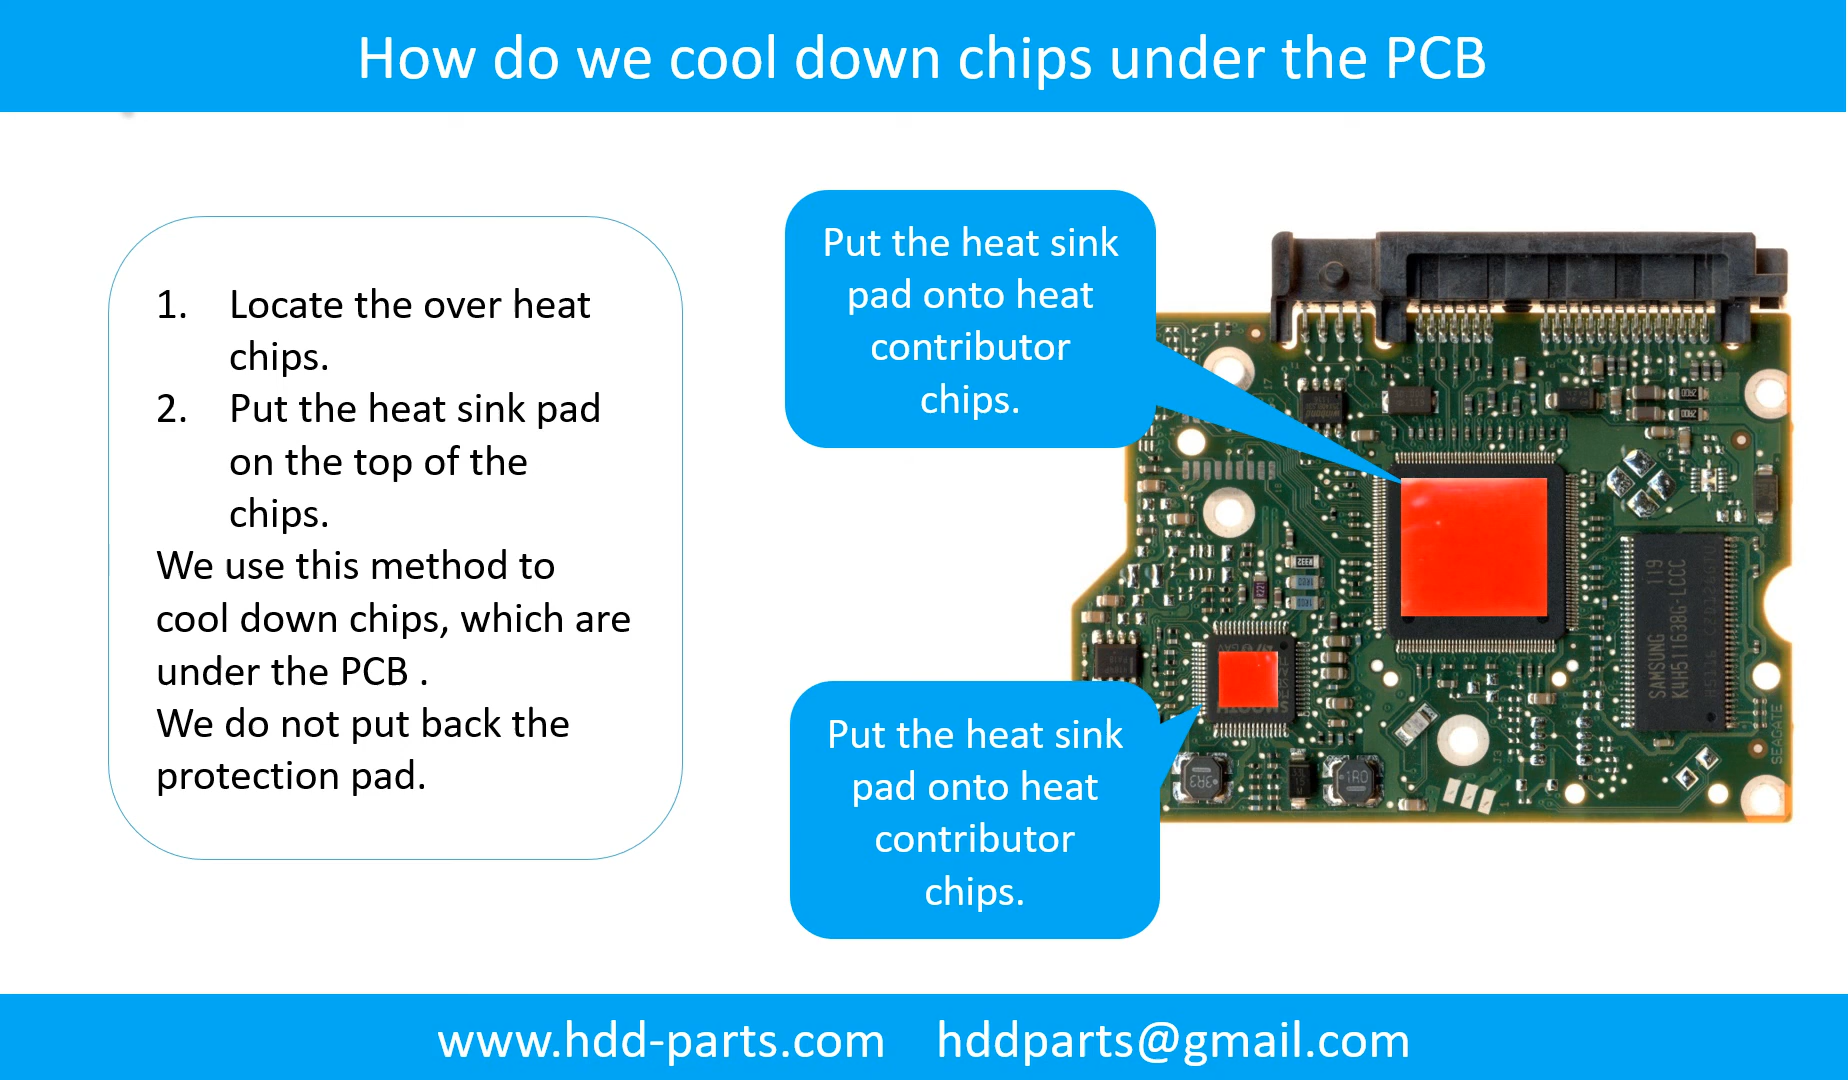 How do we cool down chips under the PCB
1. Locate the over heat
chips.
2. Put the heat sink pad
on the top of the
chips.
We use this method to
cool down chips, which are
under the PCB .
We do not put back the
protection pad.
Put the heat sink
pad onto heat
contributor
chips.
Put the heat sink
pad onto heat
contributor
chips.
SAMSUNG 119
K4H511638G-LCCC
SEAGATE
3R3
1R0
www.hdd-parts.com hddparts@gmail.com